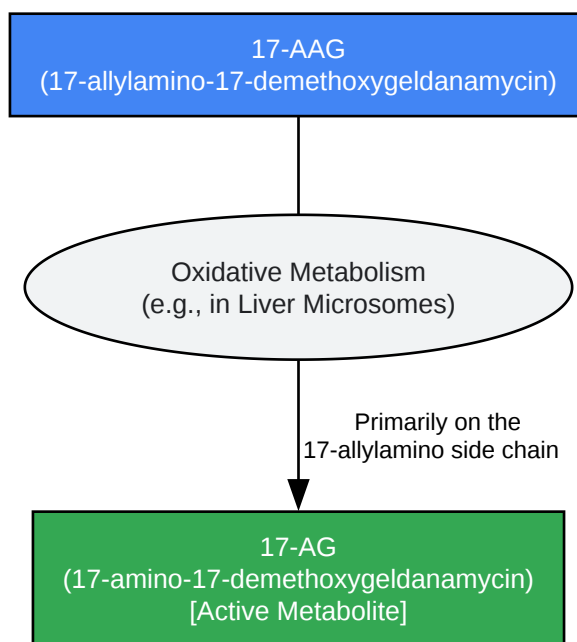 17-AAG
(17-allylamino-17-demethoxygeldanamycin)
Oxidative Metabolism
(e.g., in Liver Microsomes)
Primarily on the
17-allylamino side chain
17-AG
(17-amino-17-demethoxygeldanamycin)
[Active Metabolite]